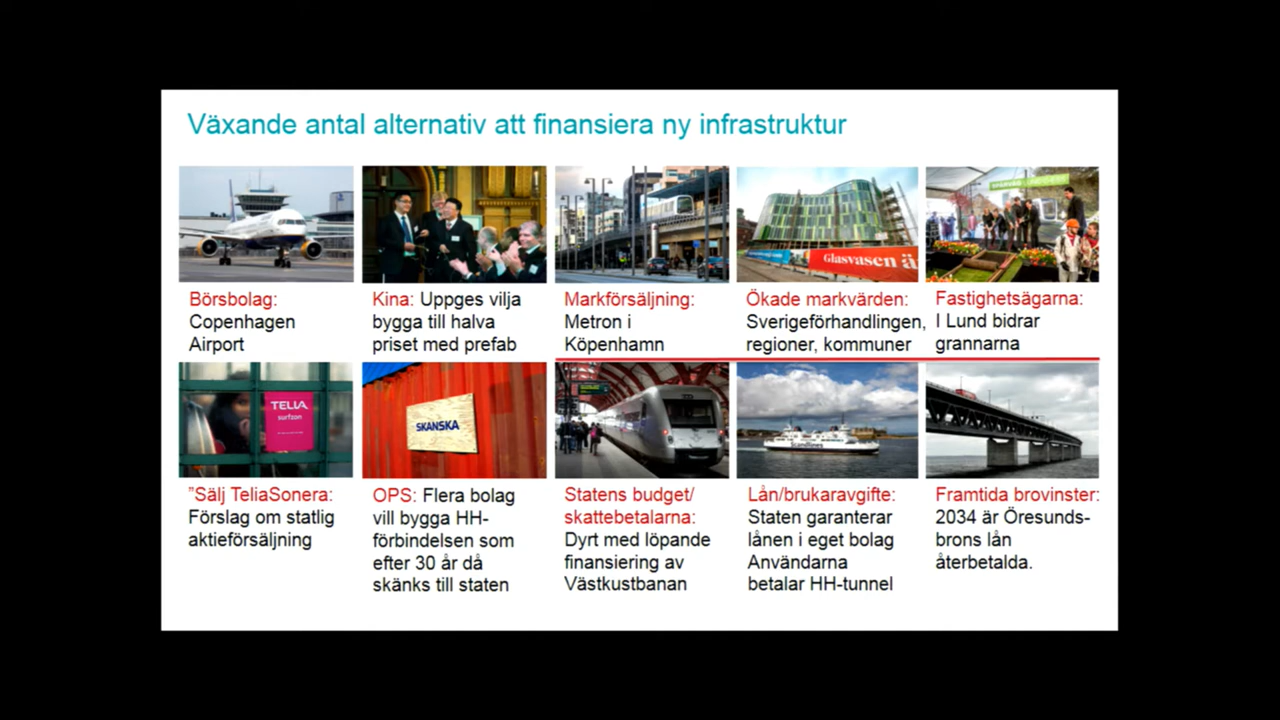 Växande antal alternativ att finansiera ny infrastruktur
Glasvasen ä
Börsbolag:
Copenhagen
Airport
Kina: Uppges vilja
bygga till halva
priset med prefab
Markförsäljning:
Metron i
Köpenhamn
Ökade markvärden:
Sverigeförhandlingen,
regioner, kommuner
Fastighetsägarna:
I Lund bidrar
grannarna
TELIA
surfzon
SKANSKA
"Sälj TeliaSonera:
Förslag om statlig
aktieförsäljning
OPS: Flera bolag
vill bygga HH-
förbindelsen som
efter 30 år då
skänks till staten
Statens budget/
skattebetalarna:
Dyrt med löpande
finansiering av
Västkustbanan
Lån/brukaravgifte:
Staten garanterar
lånen i eget bolag
Användarna
betalar HH-tunnel
Framtida brovinster:
2034 är Öresunds-
brons lån
återbetalda.